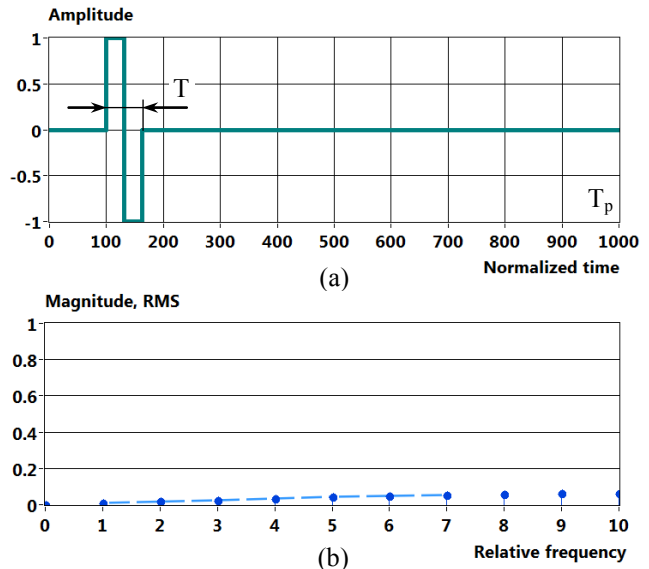 Amplitude
1
0.5
0
-0.5
-1
T
T_p
0 100 200 300 400 500 600 700 800 900 1000
Normalized time
(a)
Magnitude, RMS
1
0.8
0.6
0.4
0.2
0
0 1 2 3 4 5 6 7 8 9 10
(b)
Relative frequency